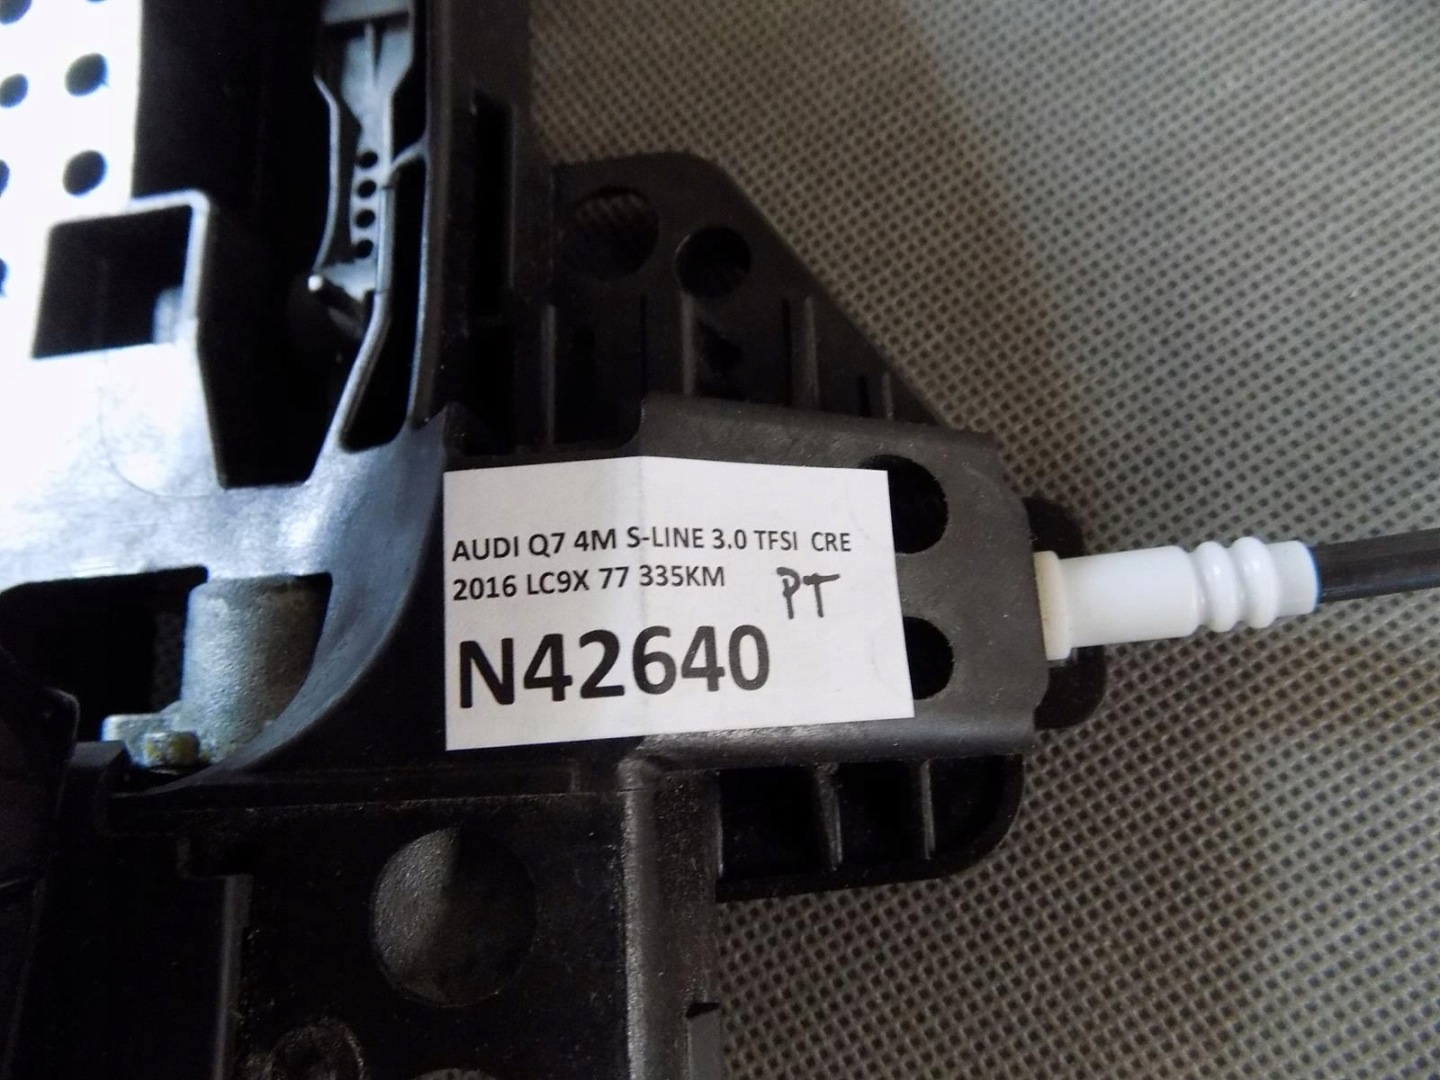 AUDI Q7 4M S-LINE 3.0 TFSI CRE
2016 LC9X 77 335KM
PT
N42640